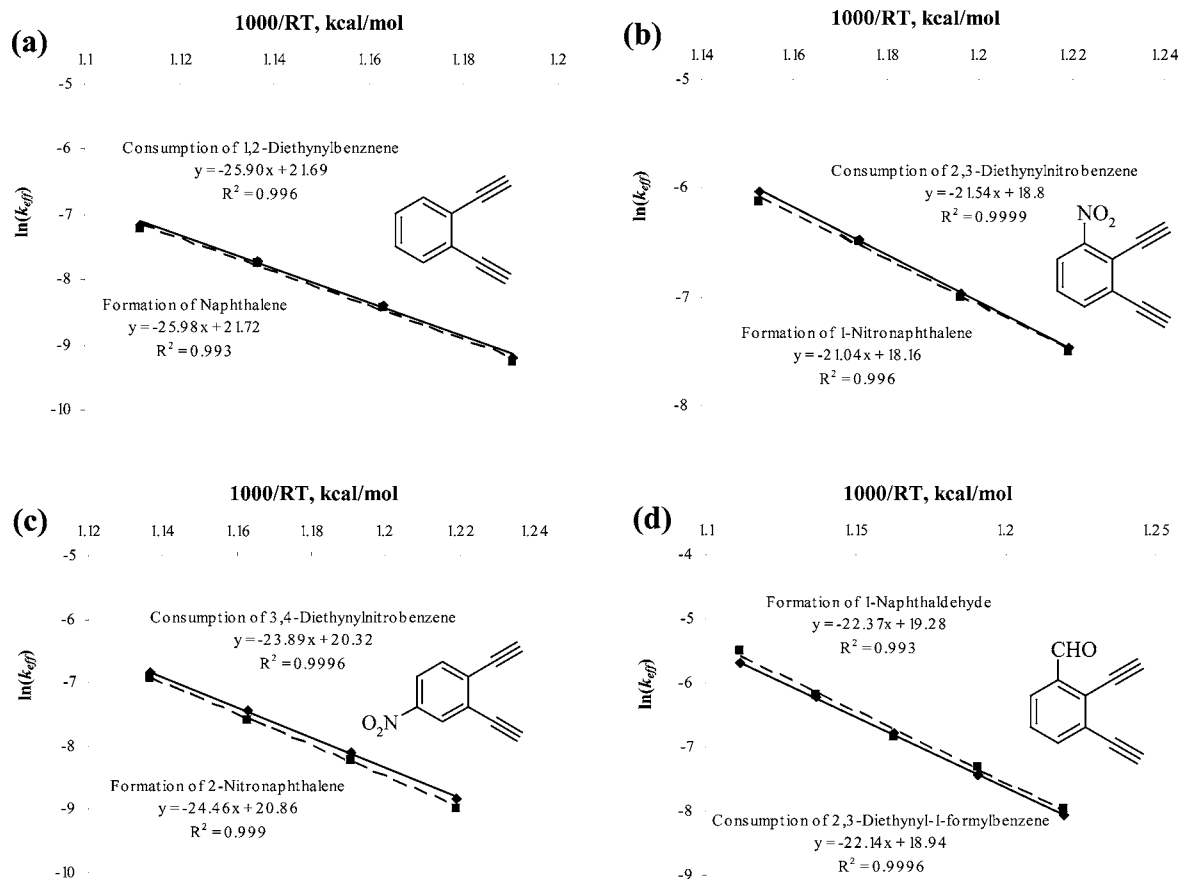 (a)
1000/RT, kcal/mol
1.1 1.12 1.14 1.16 1.18 1.2
-5
-6
-7
-8
-9
-10
ln(keff)
Consumption of 1,2-Diethynylbenznene
y = -25.90x + 21.69
R² = 0.996
Formation of Naphthalene
y = -25.98x + 21.72
R² = 0.993
(b)
1000/RT, kcal/mol
1.14 1.16 1.18 1.2 1.22 1.24
-5
-6
-7
-8
ln(keff)
Consumption of 2,3-Diethynylnitrobenzene
y = -21.54x + 18.8
R² = 0.9999
NO2
Formation of 1-Nitronaphthalene
y = -21.04x + 18.16
R² = 0.996
(c)
1000/RT, kcal/mol
1.12 1.14 1.16 1.18 1.2 1.22 1.24
-5
-6
-7
-8
-9
-10
ln(keff)
Consumption of 3,4-Diethynylnitrobenzene
y = -23.89x + 20.32
R² = 0.9996
O2N
Formation of 2-Nitronaphthalene
y = -24.46x + 20.86
R² = 0.999
(d)
1000/RT, kcal/mol
1.1 1.15 1.2 1.25
-4
-5
-6
-7
-8
-9
ln(keff)
Formation of 1-Naphthaldehyde
y = -22.37x + 19.28
R² = 0.993
CHO
Consumption of 2,3-Diethynyl-1-formylbenzene
y = -22.14x + 18.94
R² = 0.9996